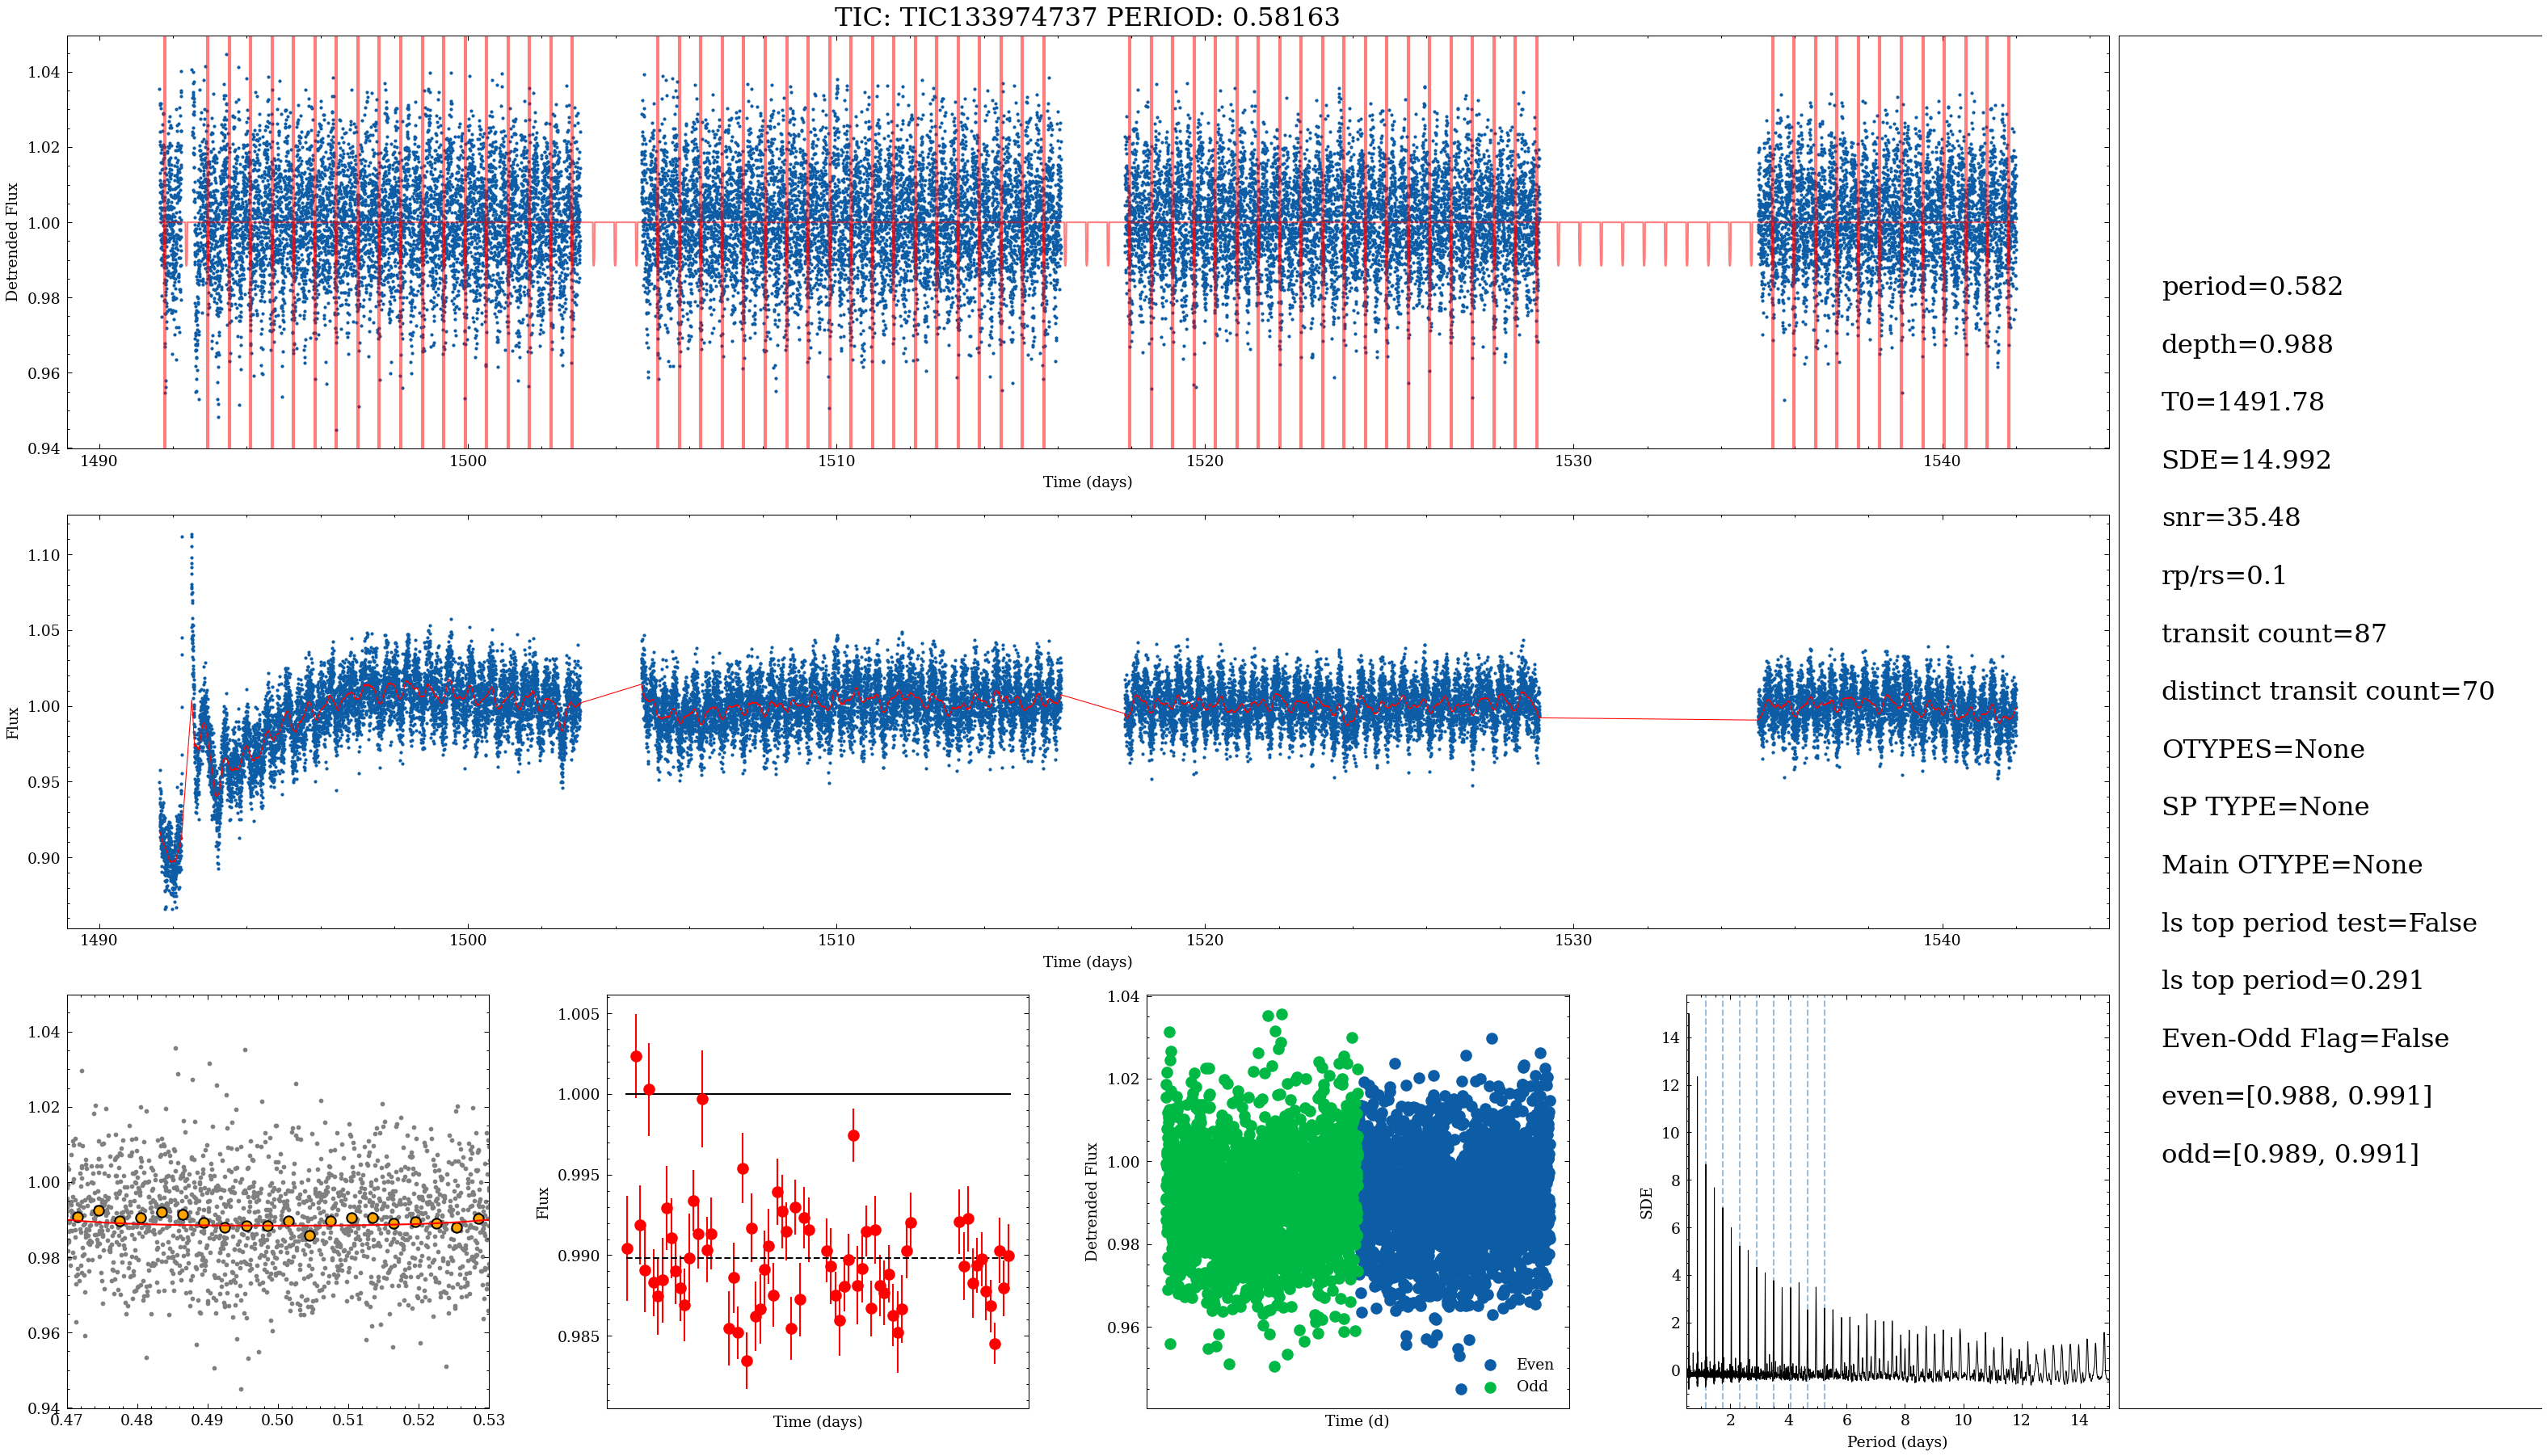 TIC: TIC133974737 PERIOD: 0.58163
1.04
1.02
1.00
0.98
0.96
0.94
Detrended Flux
1490
1500
1510
1520
1530
1540
Time (days)
1.10
1.05
1.00
0.95
0.90
Flux
1490
1500
1510
1520
1530
1540
Time (days)
1.04
1.02
1.00
0.98
0.96
0.94
0.47
0.48
0.49
0.50
0.51
0.52
0.53
1.005
1.000
0.995
0.990
0.985
Flux
Time (days)
1.04
1.02
1.00
0.98
0.96
Detrended Flux
Even
Odd
Time (d)
14
12
10
8
6
4
2
0
SDE
2
4
6
8
10
12
14
Period (days)
period=0.582
depth=0.988
T0=1491.78
SDE=14.992
snr=35.48
rp/rs=0.1
transit count=87
distinct transit count=70
OTYPES=None
SP TYPE=None
Main OTYPE=None
ls top period test=False
ls top period=0.291
Even-Odd Flag=False
even=[0.988, 0.991]
odd=[0.989, 0.991]